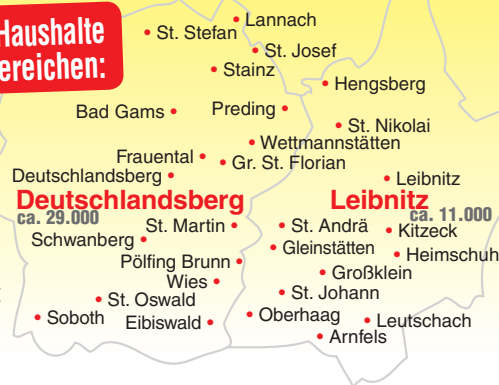 Haushalte
ereichen:
Lannach
St. Stefan
St. Josef
Stainz
Hengsberg
Bad Gams
Preding
St. Nikolai
Wettmannstätten
Frauental
Gr. St. Florian
Deutschlandsberg
Leibnitz
Deutschlandsberg
Leibnitz
ca. 29.000
ca. 11.000
St. Martin
St. Andrä
Kitzeck
Schwanberg
Gleinstätten
Heimschuh
Pölfing Brunn
Großklein
Wies
St. Johann
St. Oswald
Soboth
Eibiswald
Oberhaag
Leutschach
Arnfels